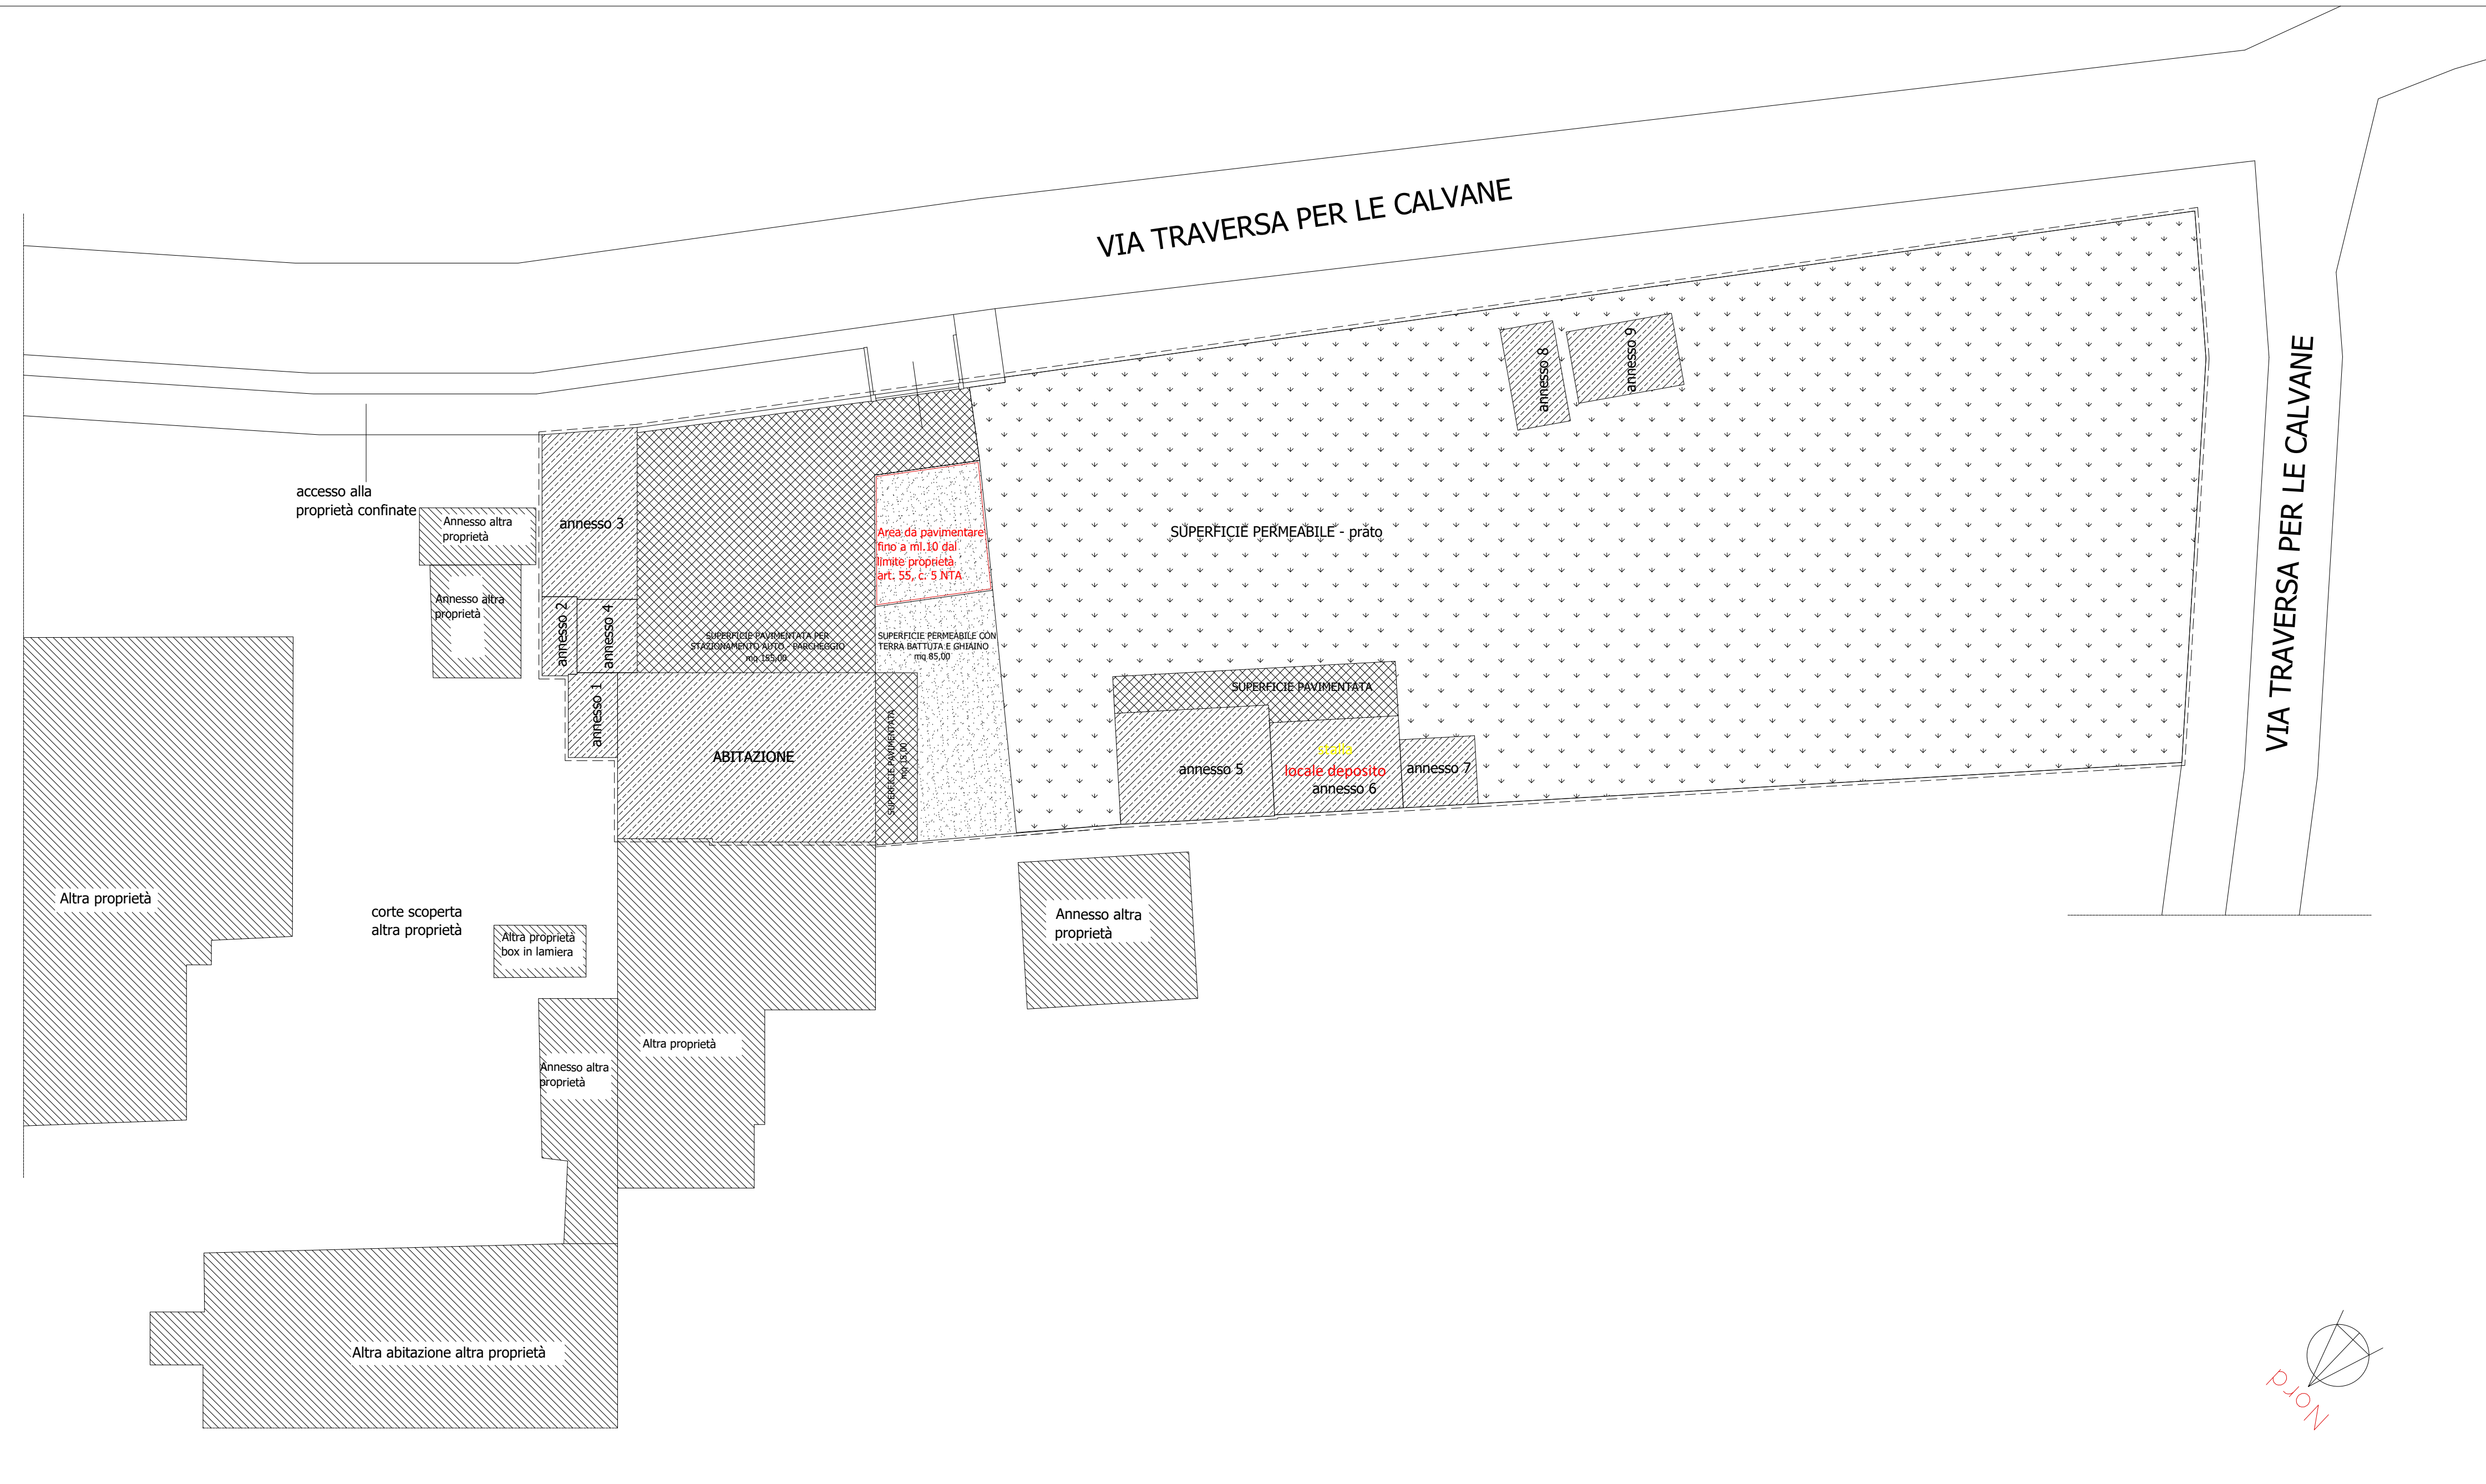 VIA TRAVERSA PER LE CALVANE
VIA TRAVERSA PER LE CALVANE
annesso 8
annesso 9
accesso alla
proprietà confinate
Annesso altra
proprietà
annesso 3
Area da pavimentare
fino a ml.10 dal
limite proprietà
art. 55, c. 5 NTA
SUPERFICIE PERMEABILE - prato
Annesso altra
proprietà
annesso 2
annesso 4
SUPERFICIE PAVIMENTATA PER
STAZIONAMENTO AUTO - PARCHEGGIO
mq 155,00
SUPERFICIE PERMEABILE CON
TERRA BATTUTA E GHIAINO
mq 85,00
annesso 1
ABITAZIONE
SUPERFICIE PAVIMENTATA
mq 15,00
SUPERFICIE PAVIMENTATA
annesso 5
stalla
locale deposito
annesso 6
annesso 7
Altra proprietà
corte scoperta
altra proprietà
Altra proprietà
box in lamiera
Annesso altra
proprietà
Altra proprietà
Annesso altra
proprietà
Altra abitazione altra proprietà
Nord